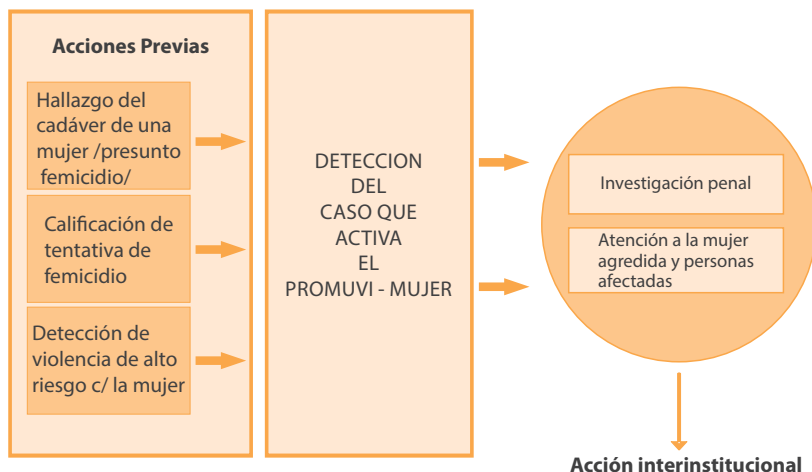 Acciones Previas
Hallazgo del
cadáver de una
mujer /presunto
femicidio/
Calificación de
tentativa de
femicidio
Detección de
violencia de alto
riesgo c/ la mujer
DETECCION
DEL
CASO QUE
ACTIVA
EL
PROMUVI - MUJER
Investigación penal
Atención a la mujer
agredida y personas
afectadas
Acción interinstitucional